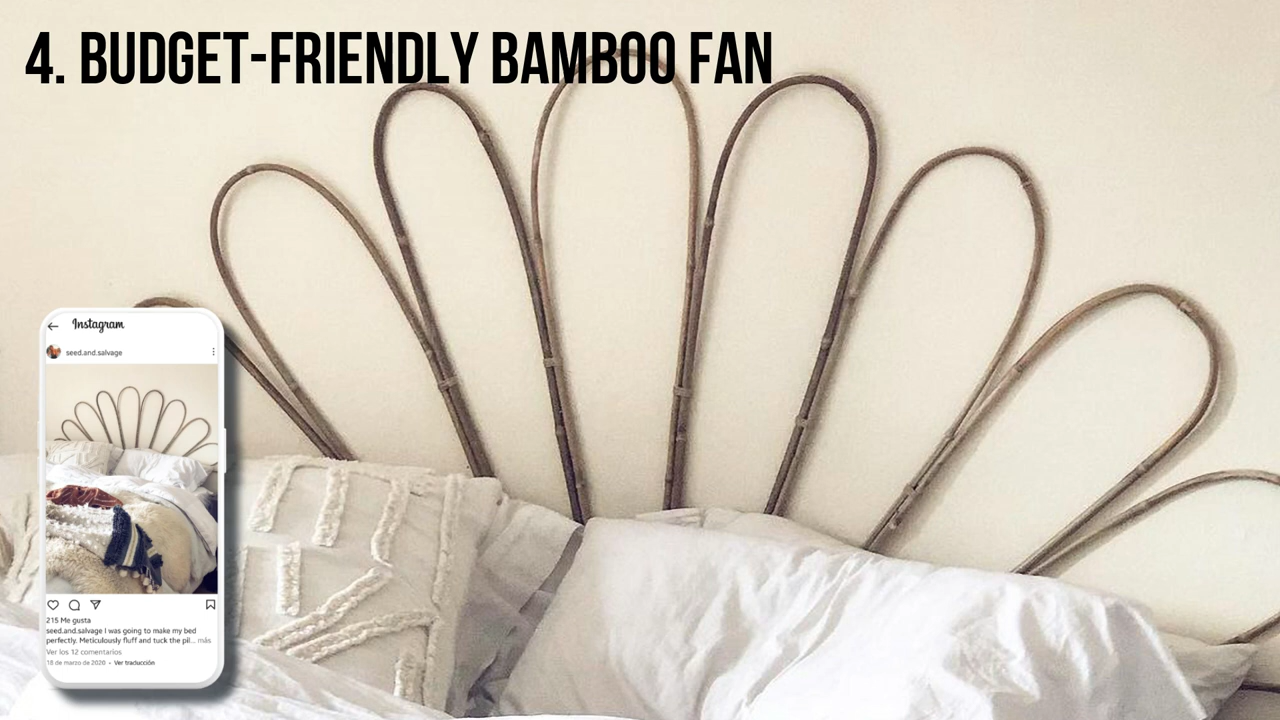 4. BUDGET-FRIENDLY BAMBOO FAN
Instagram
seed.and.salvage
215 Me gusta
seed.and.salvage I was going to make my bed
perfectly. Meticulously fluff and tuck the pil... más
Ver los 12 comentarios
18 de marzo de 2020 • Ver traducción